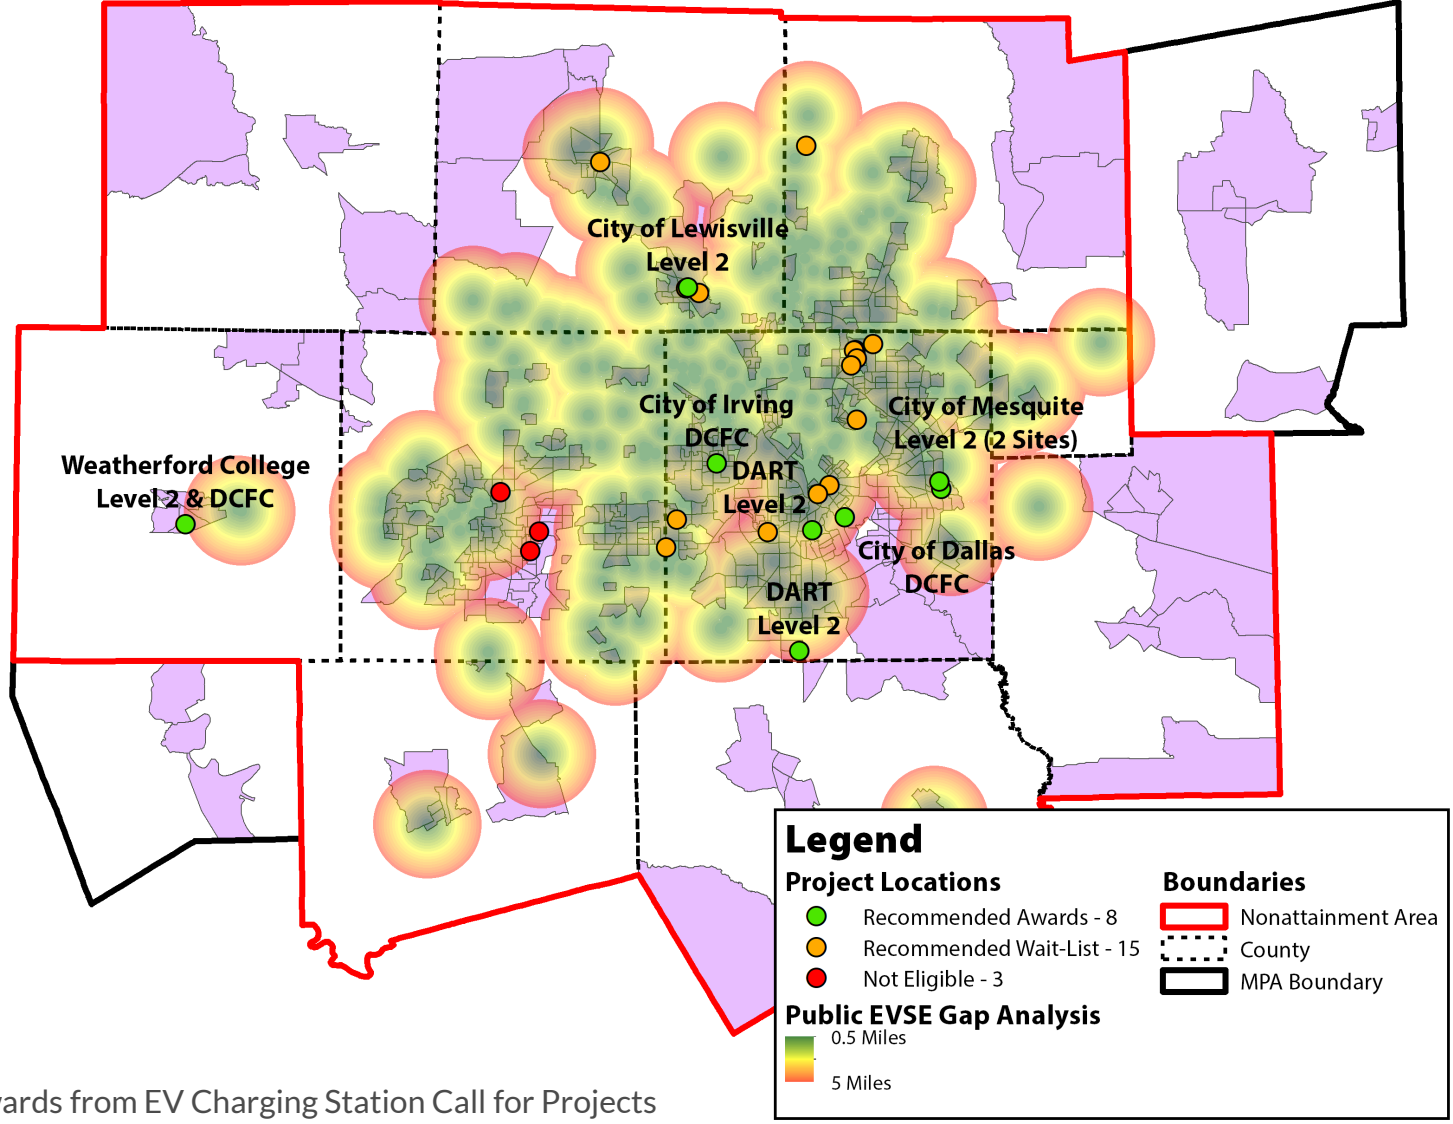 City of Lewisville
Level 2
City of Irving
DCFC
City of Mesquite
Level 2 (2 Sites)
Weatherford College
Level 2 & DCFC
DART
Level 2
City of Dallas
DCFC
DART
Level 2
Legend
Project Locations
Recommended Awards - 8
Recommended Wait-List - 15
Not Eligible - 3
Public EVSE Gap Analysis
0.5 Miles
5 Miles
Boundaries
Nonattainment Area
County
MPA Boundary
wards from EV Charging Station Call for Projects